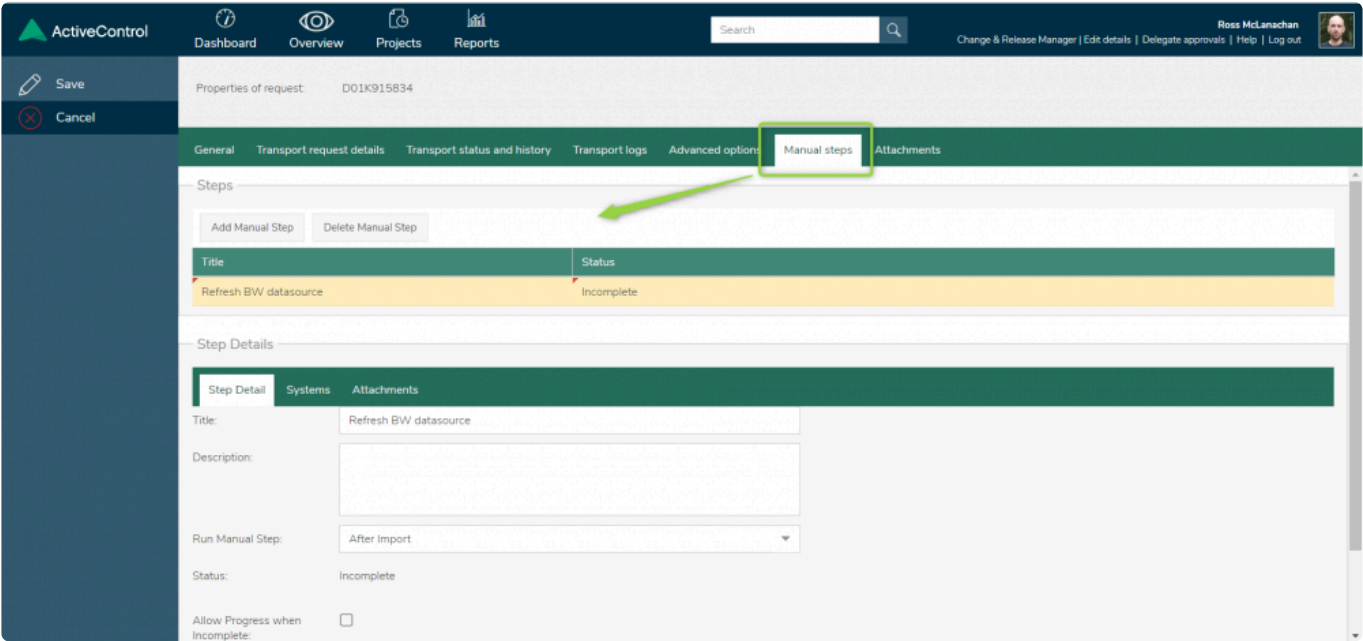 ActiveControl
Dashboard
Overview
Projects
Reports
Search
Ross McLanachan
Change & Release Manager | Edit details | Delegate approvals | Help | Log out
Save
Cancel
Properties of request: D01K915834
General Transport request details Transport status and history Transport logs Advanced options Manual steps Attachments
Steps
Add Manual Step Delete Manual Step
Title Status
Refresh BW datasource Incomplete
Step Details
Step Detail Systems Attachments
Title: Refresh BW datasource
Description:
Run Manual Step: After Import
Status: Incomplete
Allow Progress when
Incomplete: